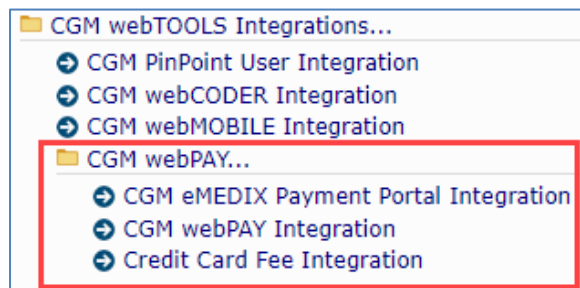 CGM webTOOLS Integrations...
CGM PinPoint User Integration
CGM webCODER Integration
CGM webMOBILE Integration
CGM webPAY...
CGM eMEDIX Payment Portal Integration
CGM webPAY Integration
Credit Card Fee Integration